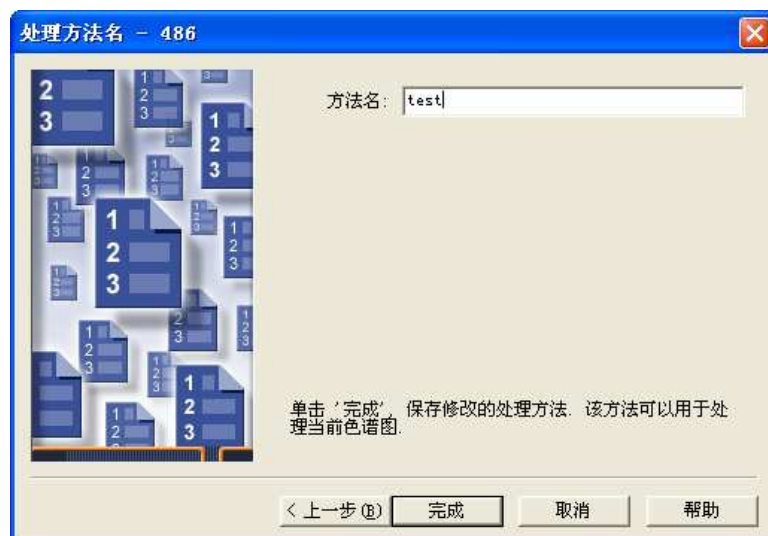 处理方法名 - 486
方法名: test
单击 '完成', 保存修改的处理方法. 该方法可以用于处
理当前色谱图.
< 上一步(B) 完成 取消 帮助